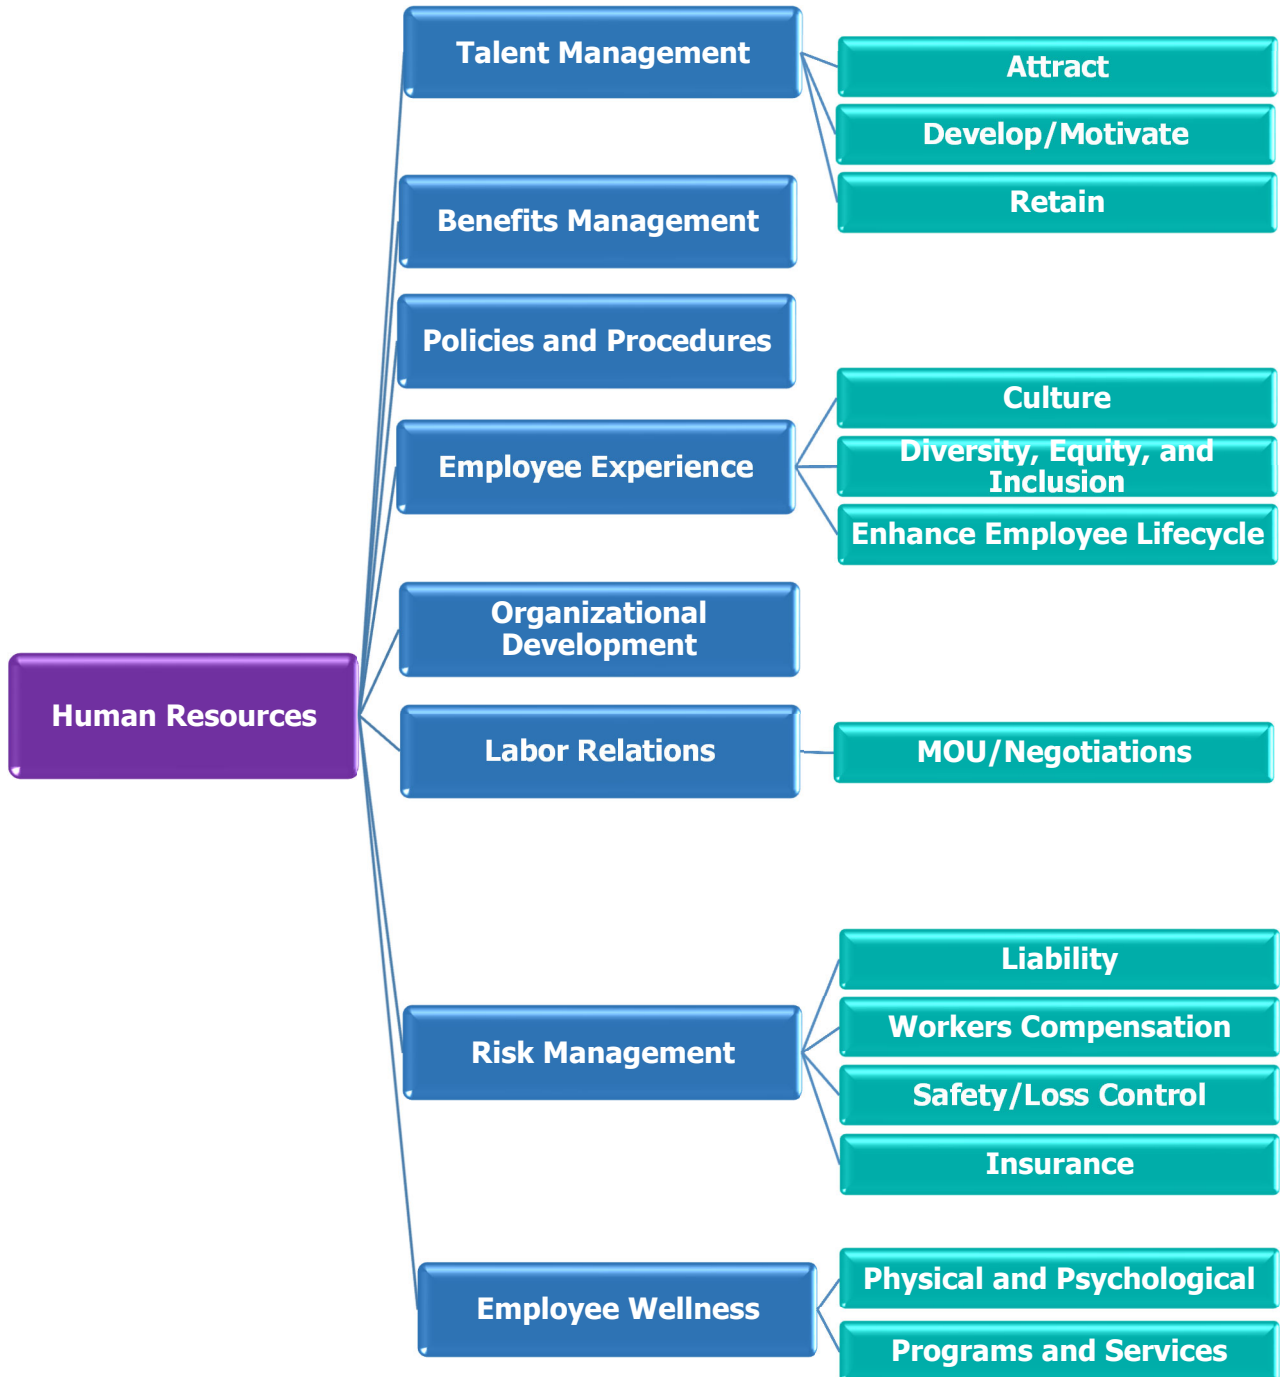 Talent Management
Attract
Develop/Motivate
Retain
Benefits Management
Policies and Procedures
Employee Experience
Culture
Diversity, Equity, and
Inclusion
Enhance Employee Lifecycle
Organizational
Development
Human Resources
Labor Relations
MOU/Negotiations
Risk Management
Liability
Workers Compensation
Safety/Loss Control
Insurance
Employee Wellness
Physical and Psychological
Programs and Services